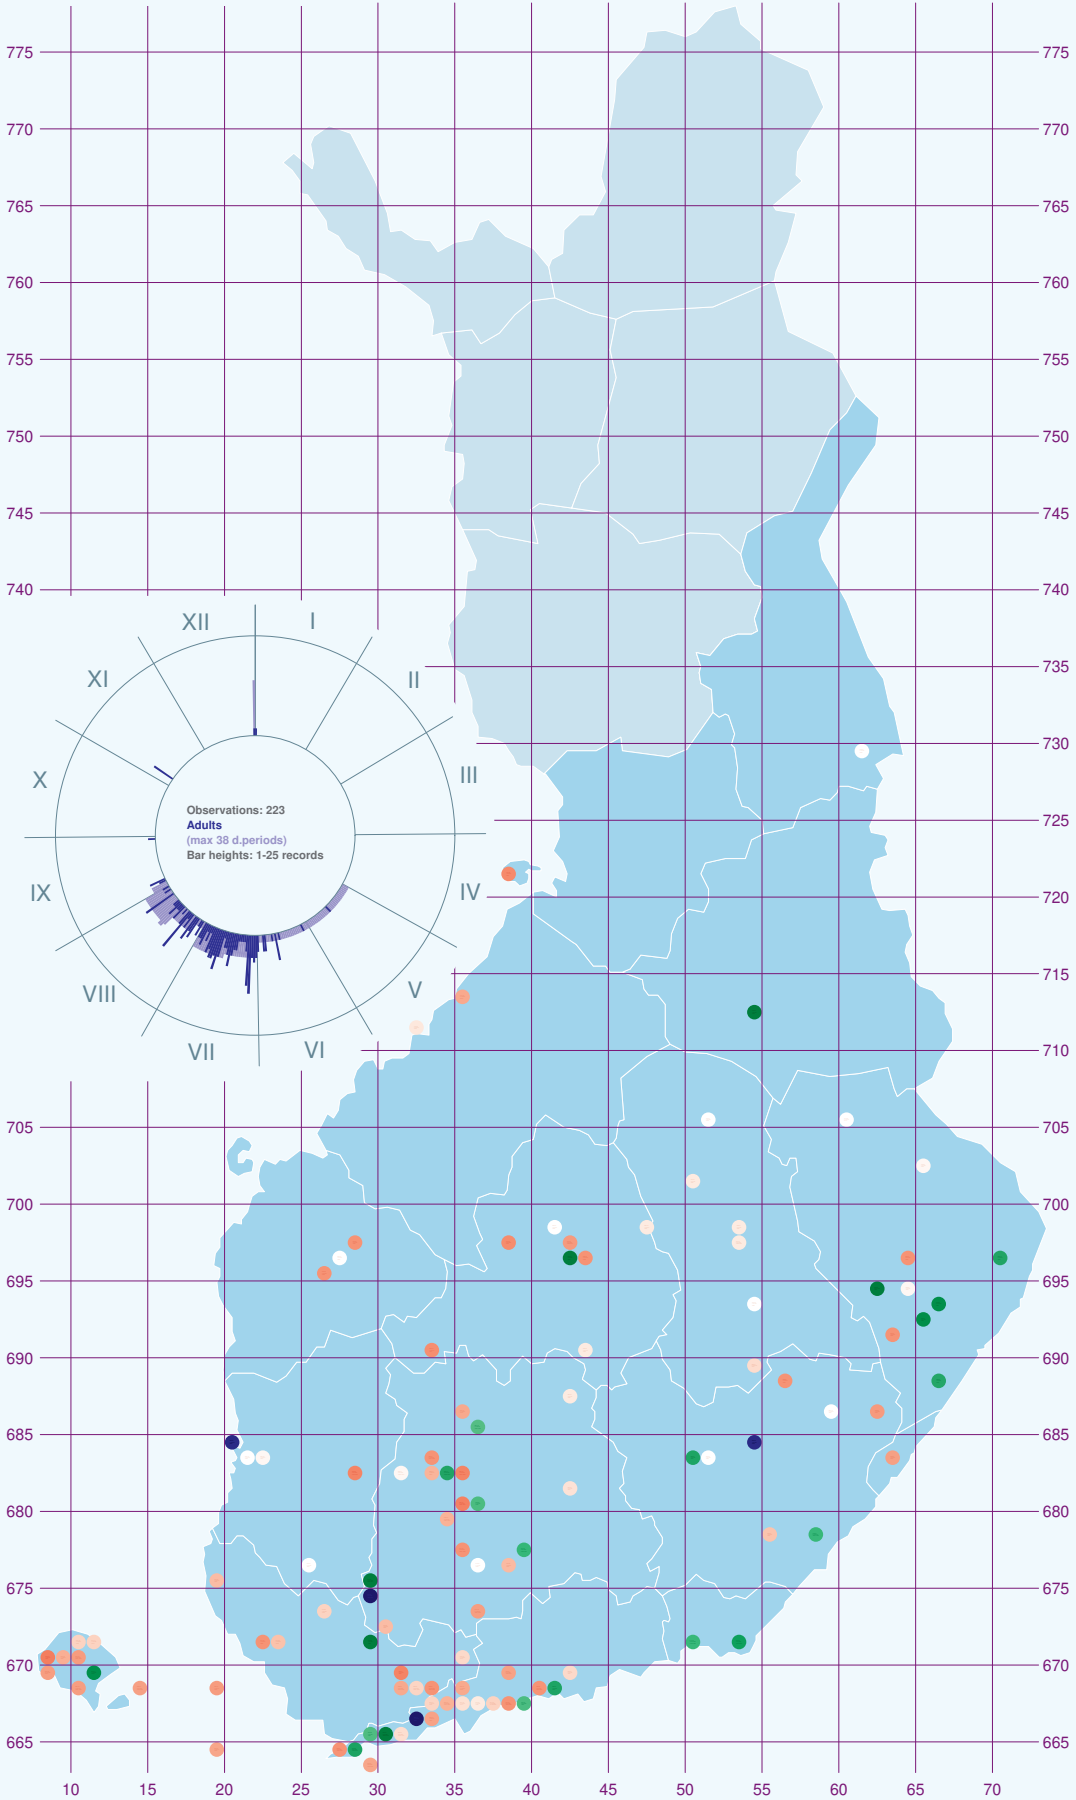 775 775
770 770
765 765
760 760
755 755
750 750
745 745
740 740
XII I
XI II
735
730
X III
Observations: 223
Adults
(max 38 d.periods)
Bar heights: 1-25 records
725
IX IV
720
715
VIII V
VII VI
710
705 705
700 700
695 695
690 690
685 685
680 680
675 675
670 670
665 665
10 15 20 25 30 35 40 45 50 55 60 65 70